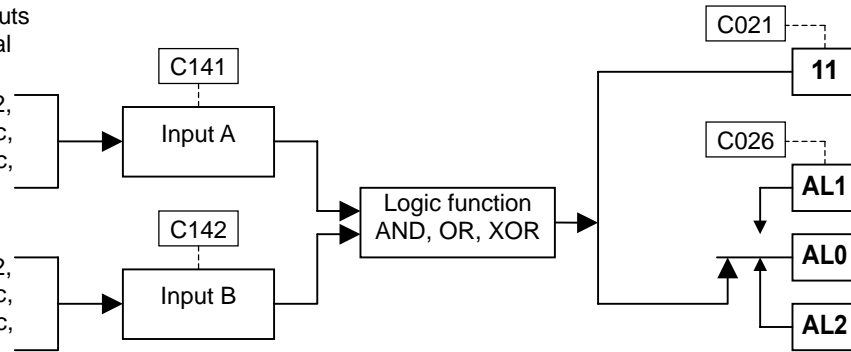 C021
11
C141
Input A
C026
AL1
Logic function
AND, OR, XOR
C142
AL0
Input B
AL2